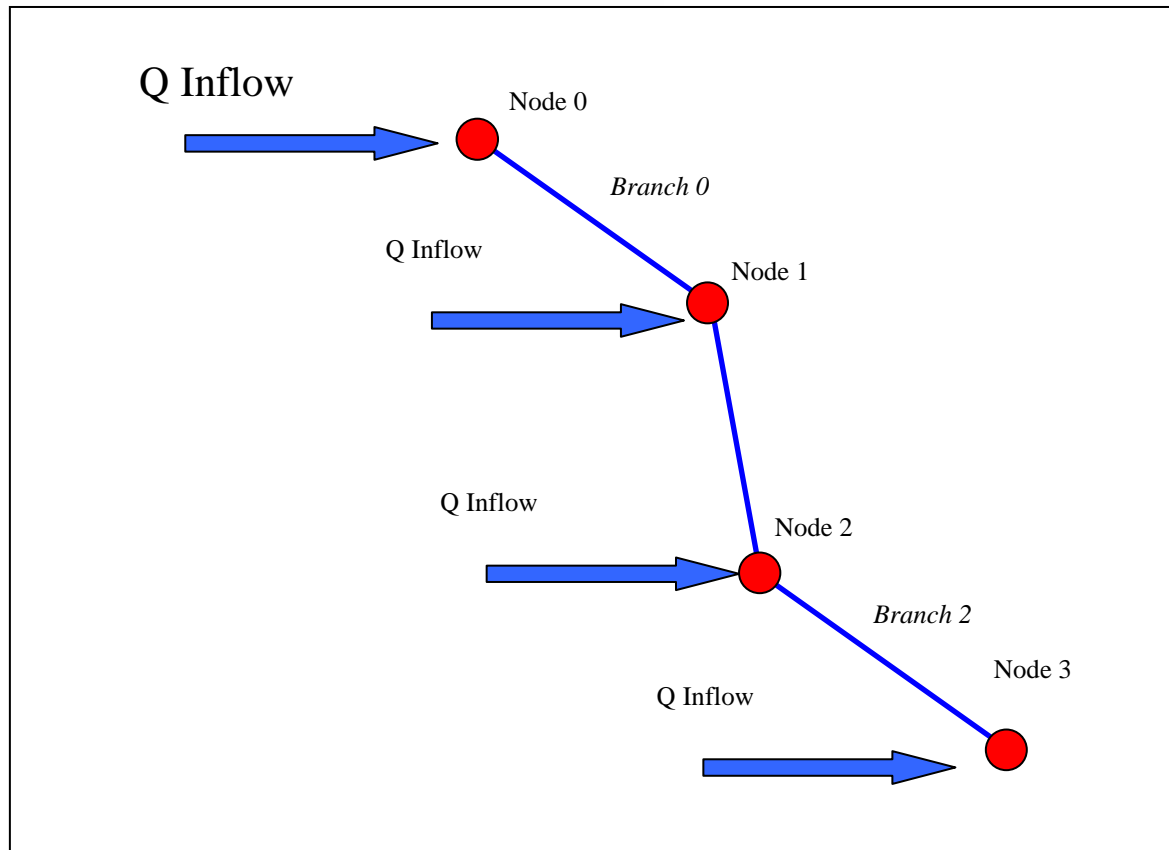 Q Inflow
Node 0
Branch 0
Q Inflow
Node 1
Q Inflow
Node 2
Branch 2
Node 3
Q Inflow